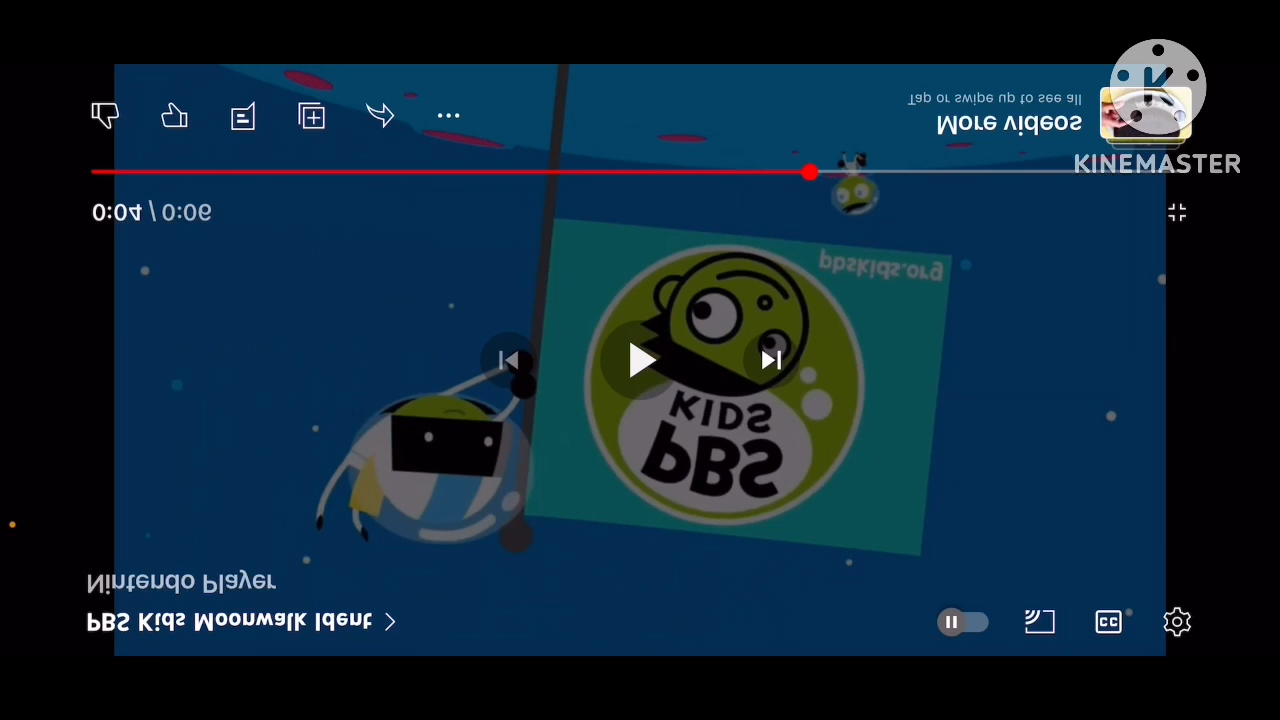 KINEMASTER
Tap or swipe up to see all
More videos
0:04 / 0:06
pbskids.org
KIDS
PBS
Nintendo Player
PBS Kids Moonwalk Ident
CC